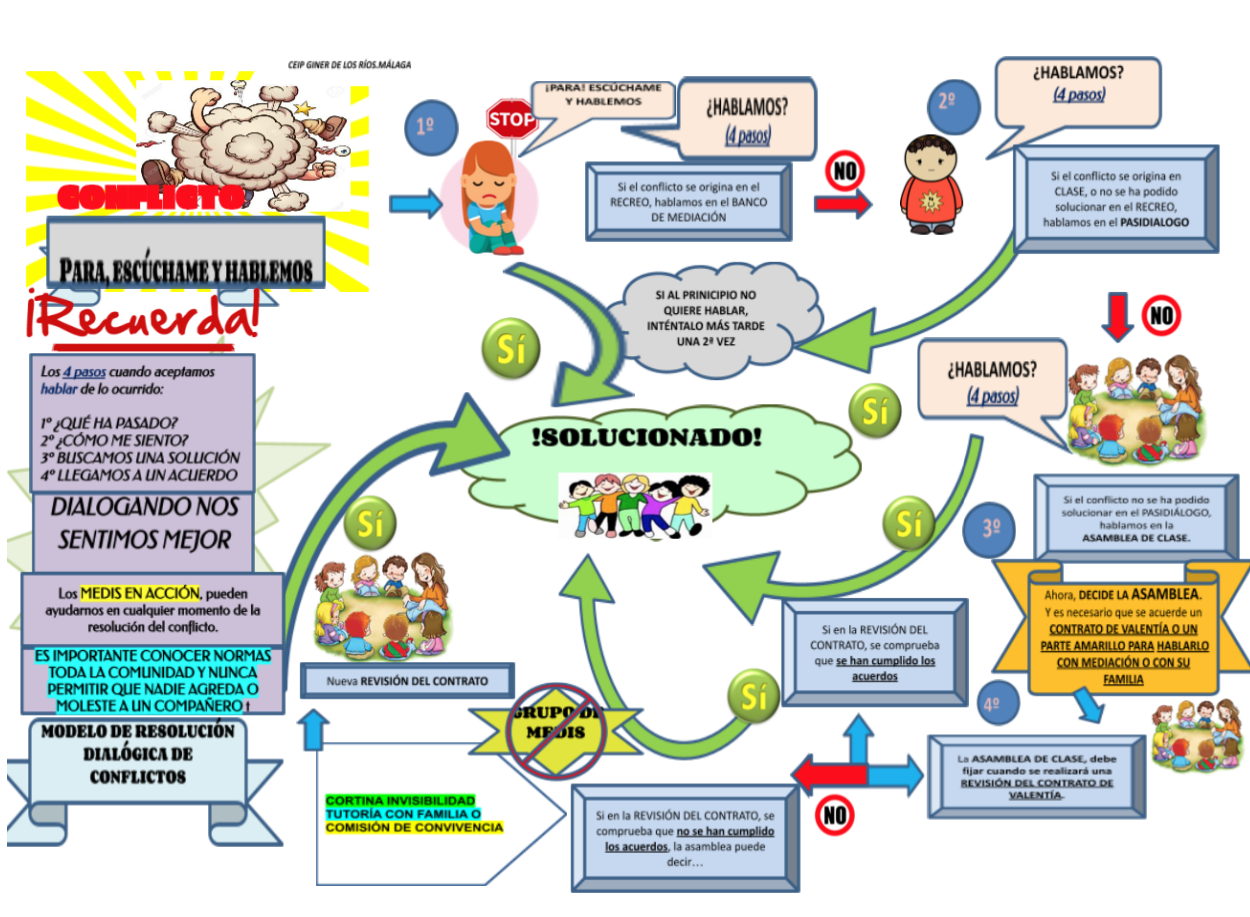 CEIP GINER DE LOS RÍOS.MÁLAGA
CONFLICTO
PARA, ESCÚCHAME Y HABLEMOS
¡Recuerda!
Los 4 pasos cuando aceptamos
hablar de lo ocurrido:
1º ¿QUÉ HA PASADO?
2º ¿CÓMO ME SIENTO?
3º BUSCAMOS UNA SOLUCIÓN
4º LLEGAMOS A UN ACUERDO
DIALOGANDO NOS
SENTIMOS MEJOR
Los MEDIS EN ACCIÓN, pueden
ayudarnos en cualquier momento de la
resolución del conflicto.
ES IMPORTANTE CONOCER NORMAS
TODA LA COMUNIDAD Y NUNCA
PERMITIR QUE NADIE AGREDA O
MOLESTE A UN COMPAÑERO !
MODELO DE RESOLUCIÓN
DIALÓGICA DE
CONFLICTOS
1º
STOP
¡PARA! ESCÚCHAME
Y HABLEMOS
¿HABLAMOS?
(4 pasos)
Si el conflicto se origina en el
RECREO, hablamos en el BANCO
DE MEDIACIÓN
NO
2º
¿HABLAMOS?
(4 pasos)
Si el conflicto se origina en
CLASE, o no se ha podido
solucionar en el RECREO,
hablamos en el PASIDIALOGO
SI AL PRINICIPIO NO
QUIERE HABLAR,
INTÉNTALO MÁS TARDE
UNA 2ª VEZ
Sí
Sí
NO
¿HABLAMOS?
(4 pasos)
!SOLUCIONADO!
3º
Si el conflicto no se ha podido
solucionar en el PASIDIÁLOGO,
hablamos en la
ASAMBLEA DE CLASE.
Sí
Sí
Ahora, DECIDE LA ASAMBLEA.
Y es necesario que se acuerde un
CONTRATO DE VALENTÍA O UN
PARTE AMARILLO PARA HABLARLO
CON MEDIACIÓN O CON SU
FAMILIA
4º
La ASAMBLEA DE CLASE, debe
fijar cuando se realizará una
REVISIÓN DEL CONTRATO DE
VALENTÍA.
Si en la REVISIÓN DEL
CONTRATO, se comprueba
que se han cumplido los
acuerdos
Sí
NO
Si en la REVISIÓN DEL CONTRATO, se
comprueba que no se han cumplido
los acuerdos, la asamblea puede
decir…
GRUPO DE
MEDIS
CORTINA INVISIBILIDAD
TUTORÍA CON FAMILIA O
COMISIÓN DE CONVIVENCIA
Nueva REVISIÓN DEL CONTRATO